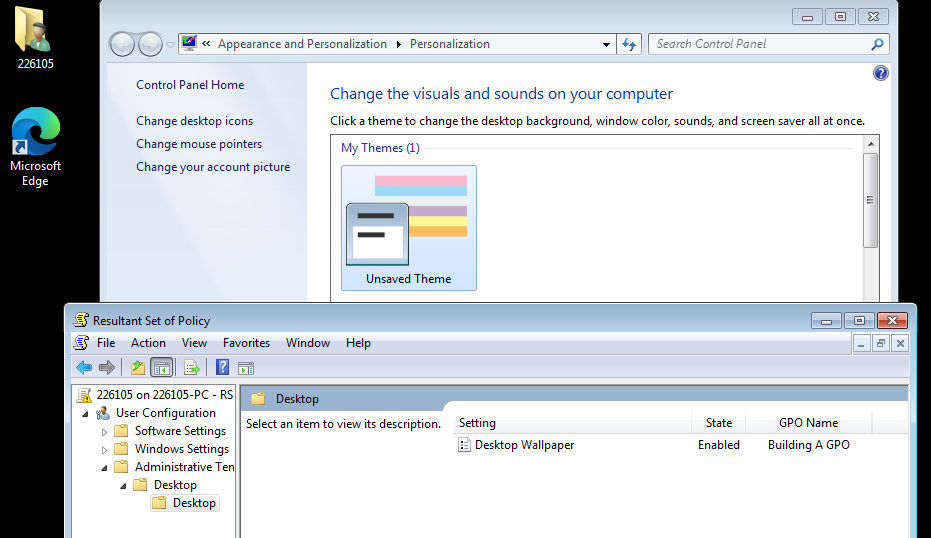 226105
Microsoft
Edge
« Appearance and Personalization ▸ Personalization
Search Control Panel
Control Panel Home
Change desktop icons
Change mouse pointers
Change your account picture
Change the visuals and sounds on your computer
Click a theme to change the desktop background, window color, sounds, and screen saver all at once.
My Themes (1)
Unsaved Theme
Resultant Set of Policy
File Action View Favorites Window Help
226105 on 226105-PC - RS
User Configuration
Software Settings
Windows Settings
Administrative Ten
Desktop
Desktop
Desktop
Select an item to view its description.
Setting State GPO Name
Desktop Wallpaper Enabled Building A GPO